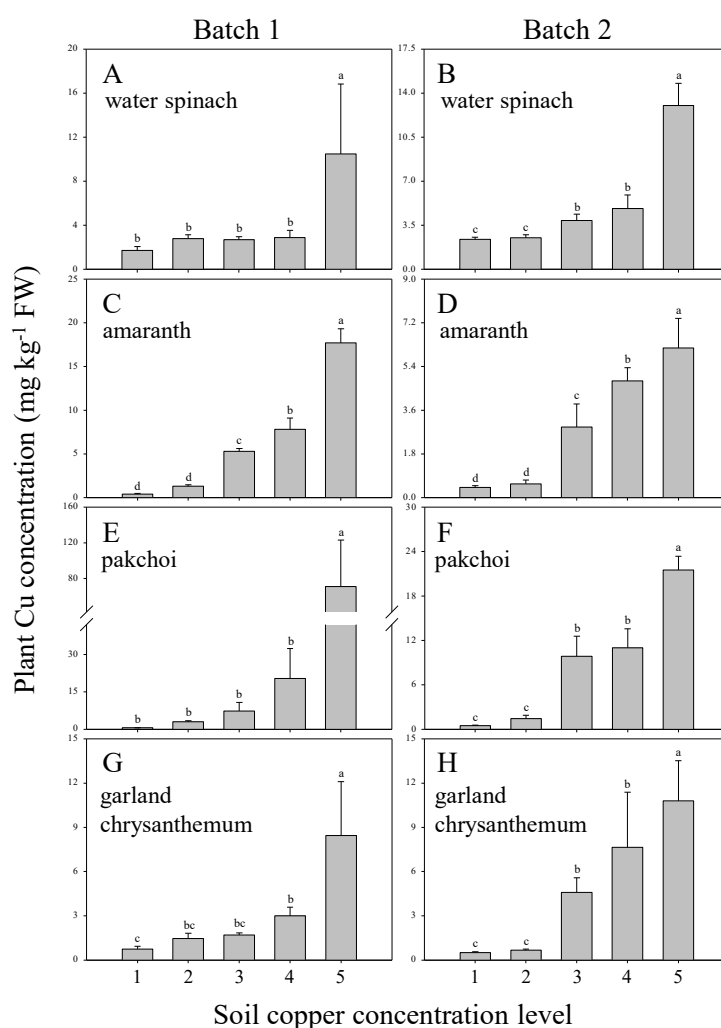 Batch 1
Batch 2
Plant Cu concentration (mg kg⁻¹ FW)
A
water spinach
20
16
12
8
4
0
b
b
b
b
a
B
water spinach
17.5
14.0
10.5
7.0
3.5
0.0
c
c
b
b
a
C
amaranth
25
20
15
10
5
0
d
d
c
b
a
D
amaranth
9.0
7.2
5.4
3.6
1.8
0.0
d
d
c
b
a
E
pakchoi
160
120
80
30
15
0
b
b
b
b
a
F
pakchoi
30
24
18
12
6
0
c
c
b
b
a
G
garland
chrysanthemum
15
12
9
6
3
0
c
bc
bc
b
a
H
garland
chrysanthemum
15
12
9
6
3
0
c
c
b
b
a
1 2 3 4 5
1 2 3 4 5
Soil copper concentration level